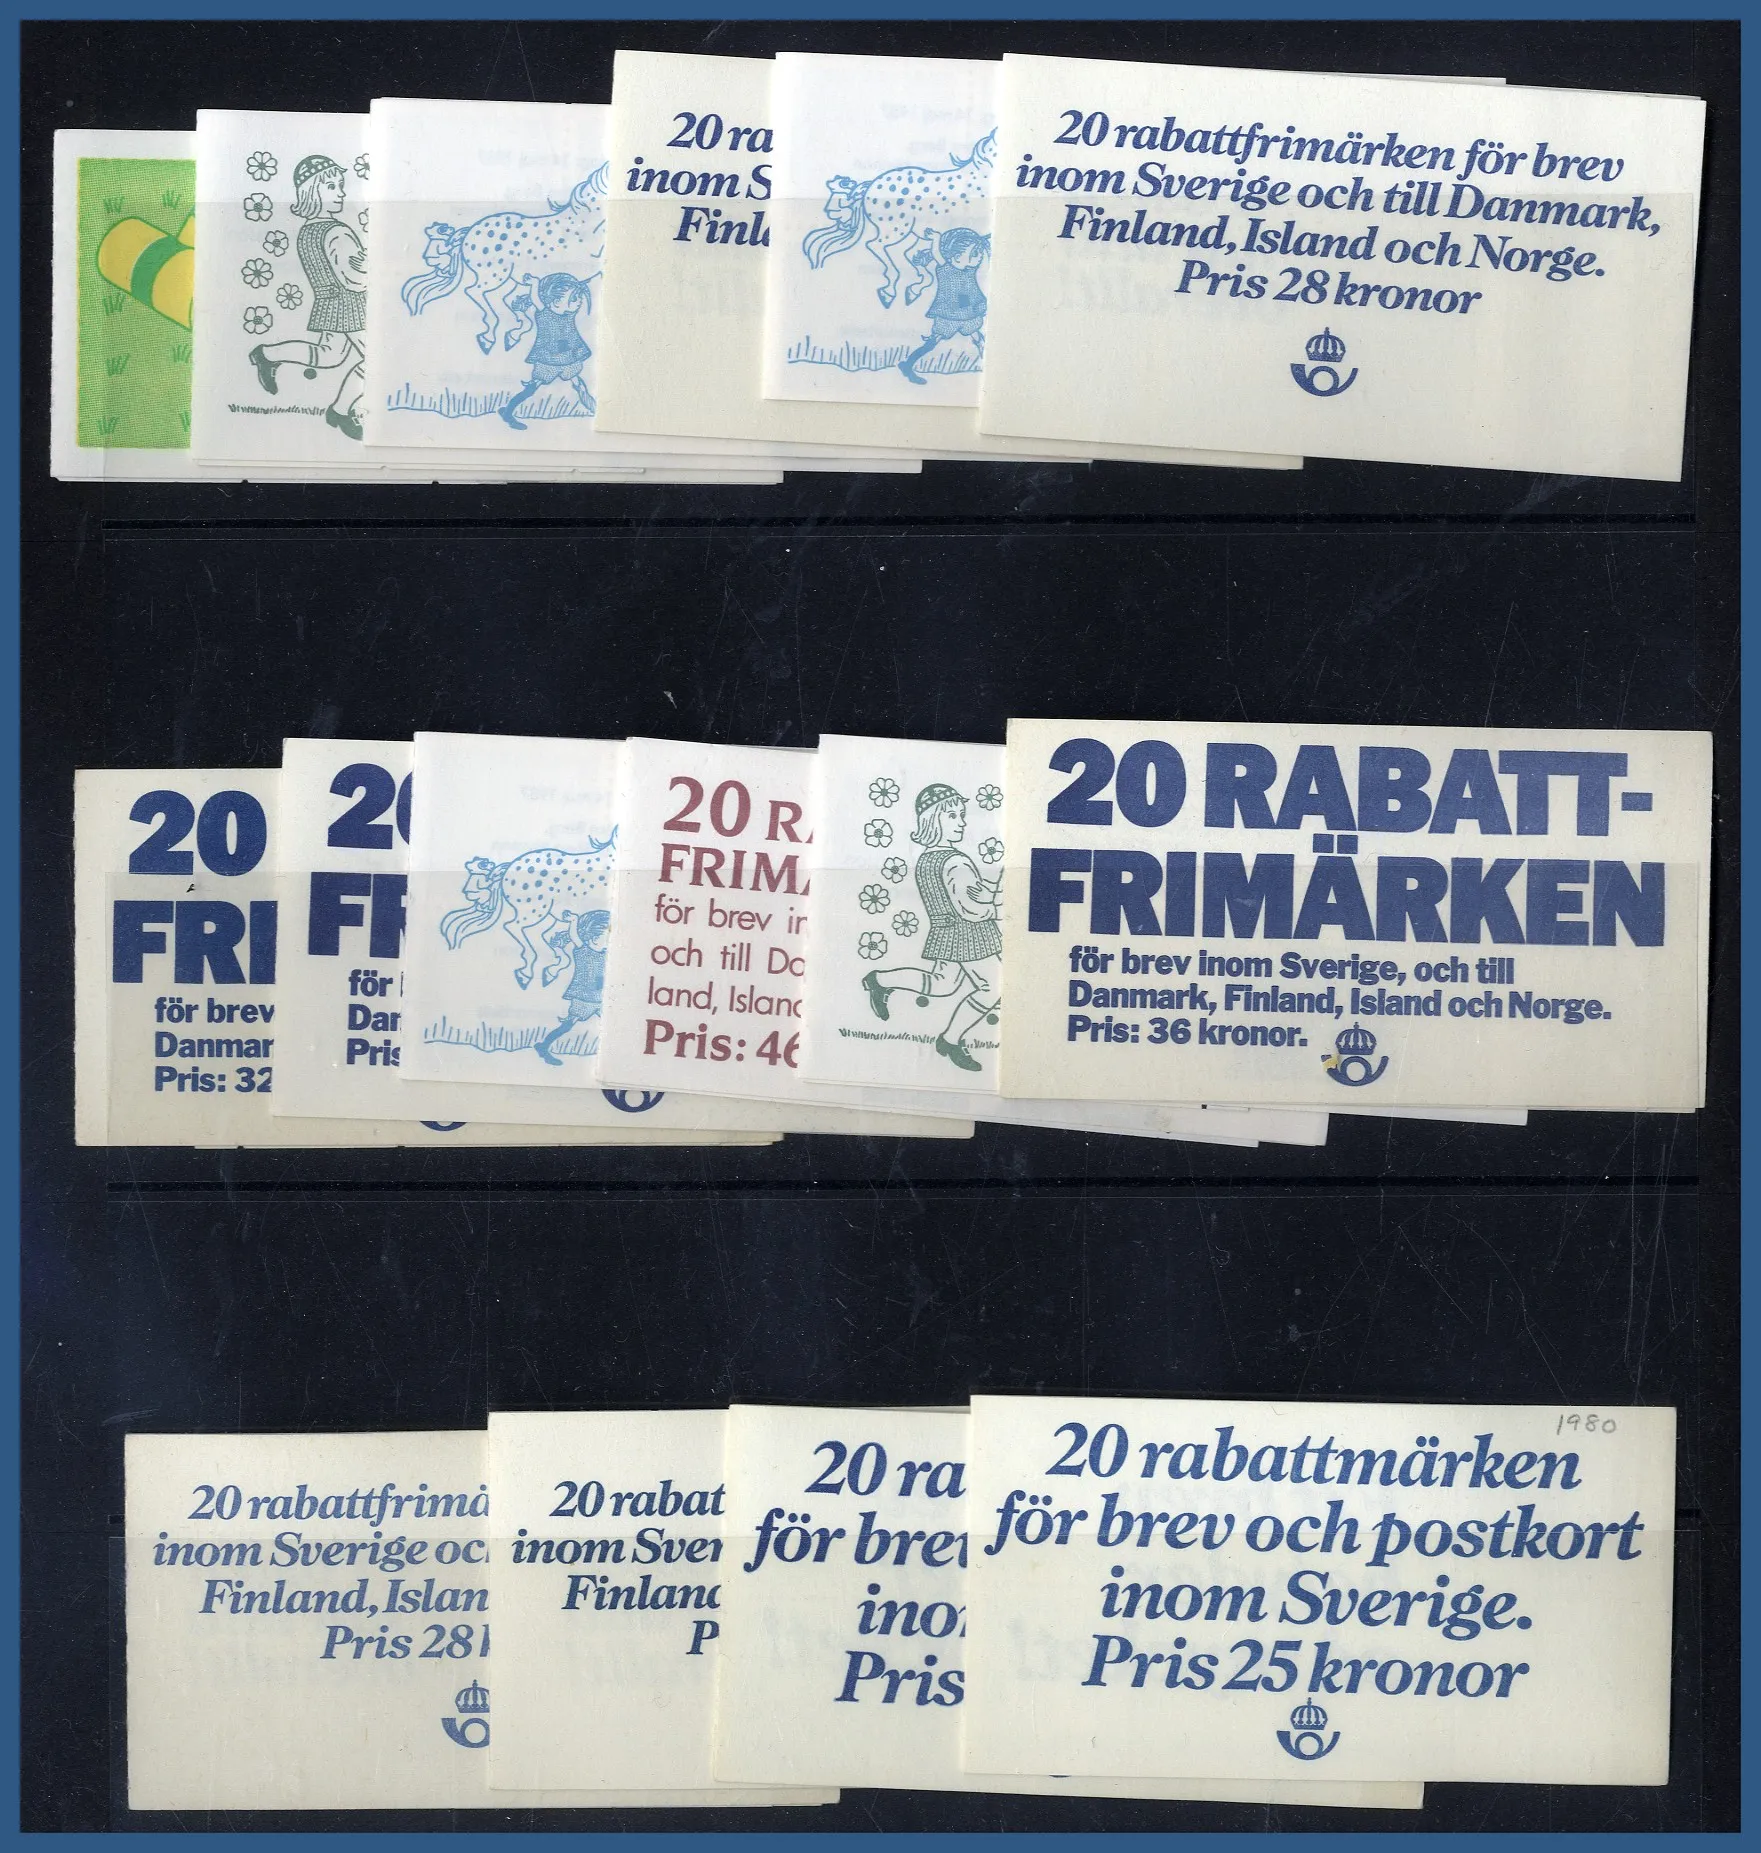 20 ra
inom S
Finl
20 rabattfrimärken för brev
inom Sverige och till Danmark,
Finland, Island och Norge.
Pris 28 kronor
20
FRI
för brev
Danmar
Pris: 32
20
FR
för
Dan
Pris
20 RA
FRIMÄ
för brev in
och till Da
land, Island
Pris: 46
20 RABATT-
FRIMÄRKEN
för brev inom Sverige, och till
Danmark, Finland, Island och Norge.
Pris: 36 kronor.
20 rabattfrimä
inom Sverige oc
Finland, Islan
Pris 28 k
20 rabat
inom Sver
Finland
P
20 ra
för brev
inom
Pris
1980
20 rabattmärken
för brev och postkort
inom Sverige.
Pris 25 kronor